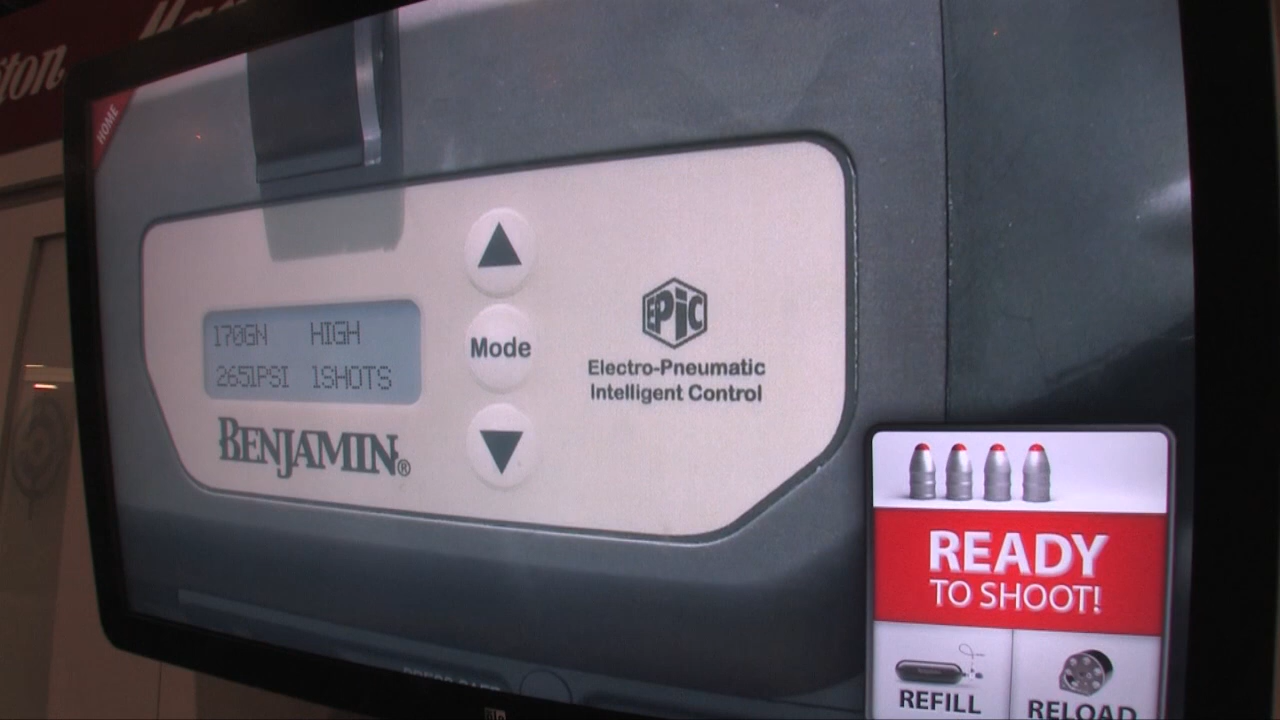 HOME
170GN HIGH
2651PSI 1SHOTS
BENJAMIN®
Mode
EPIC
Electro-Pneumatic
Intelligent Control
READY
TO SHOOT!
REFILL
RELOAD